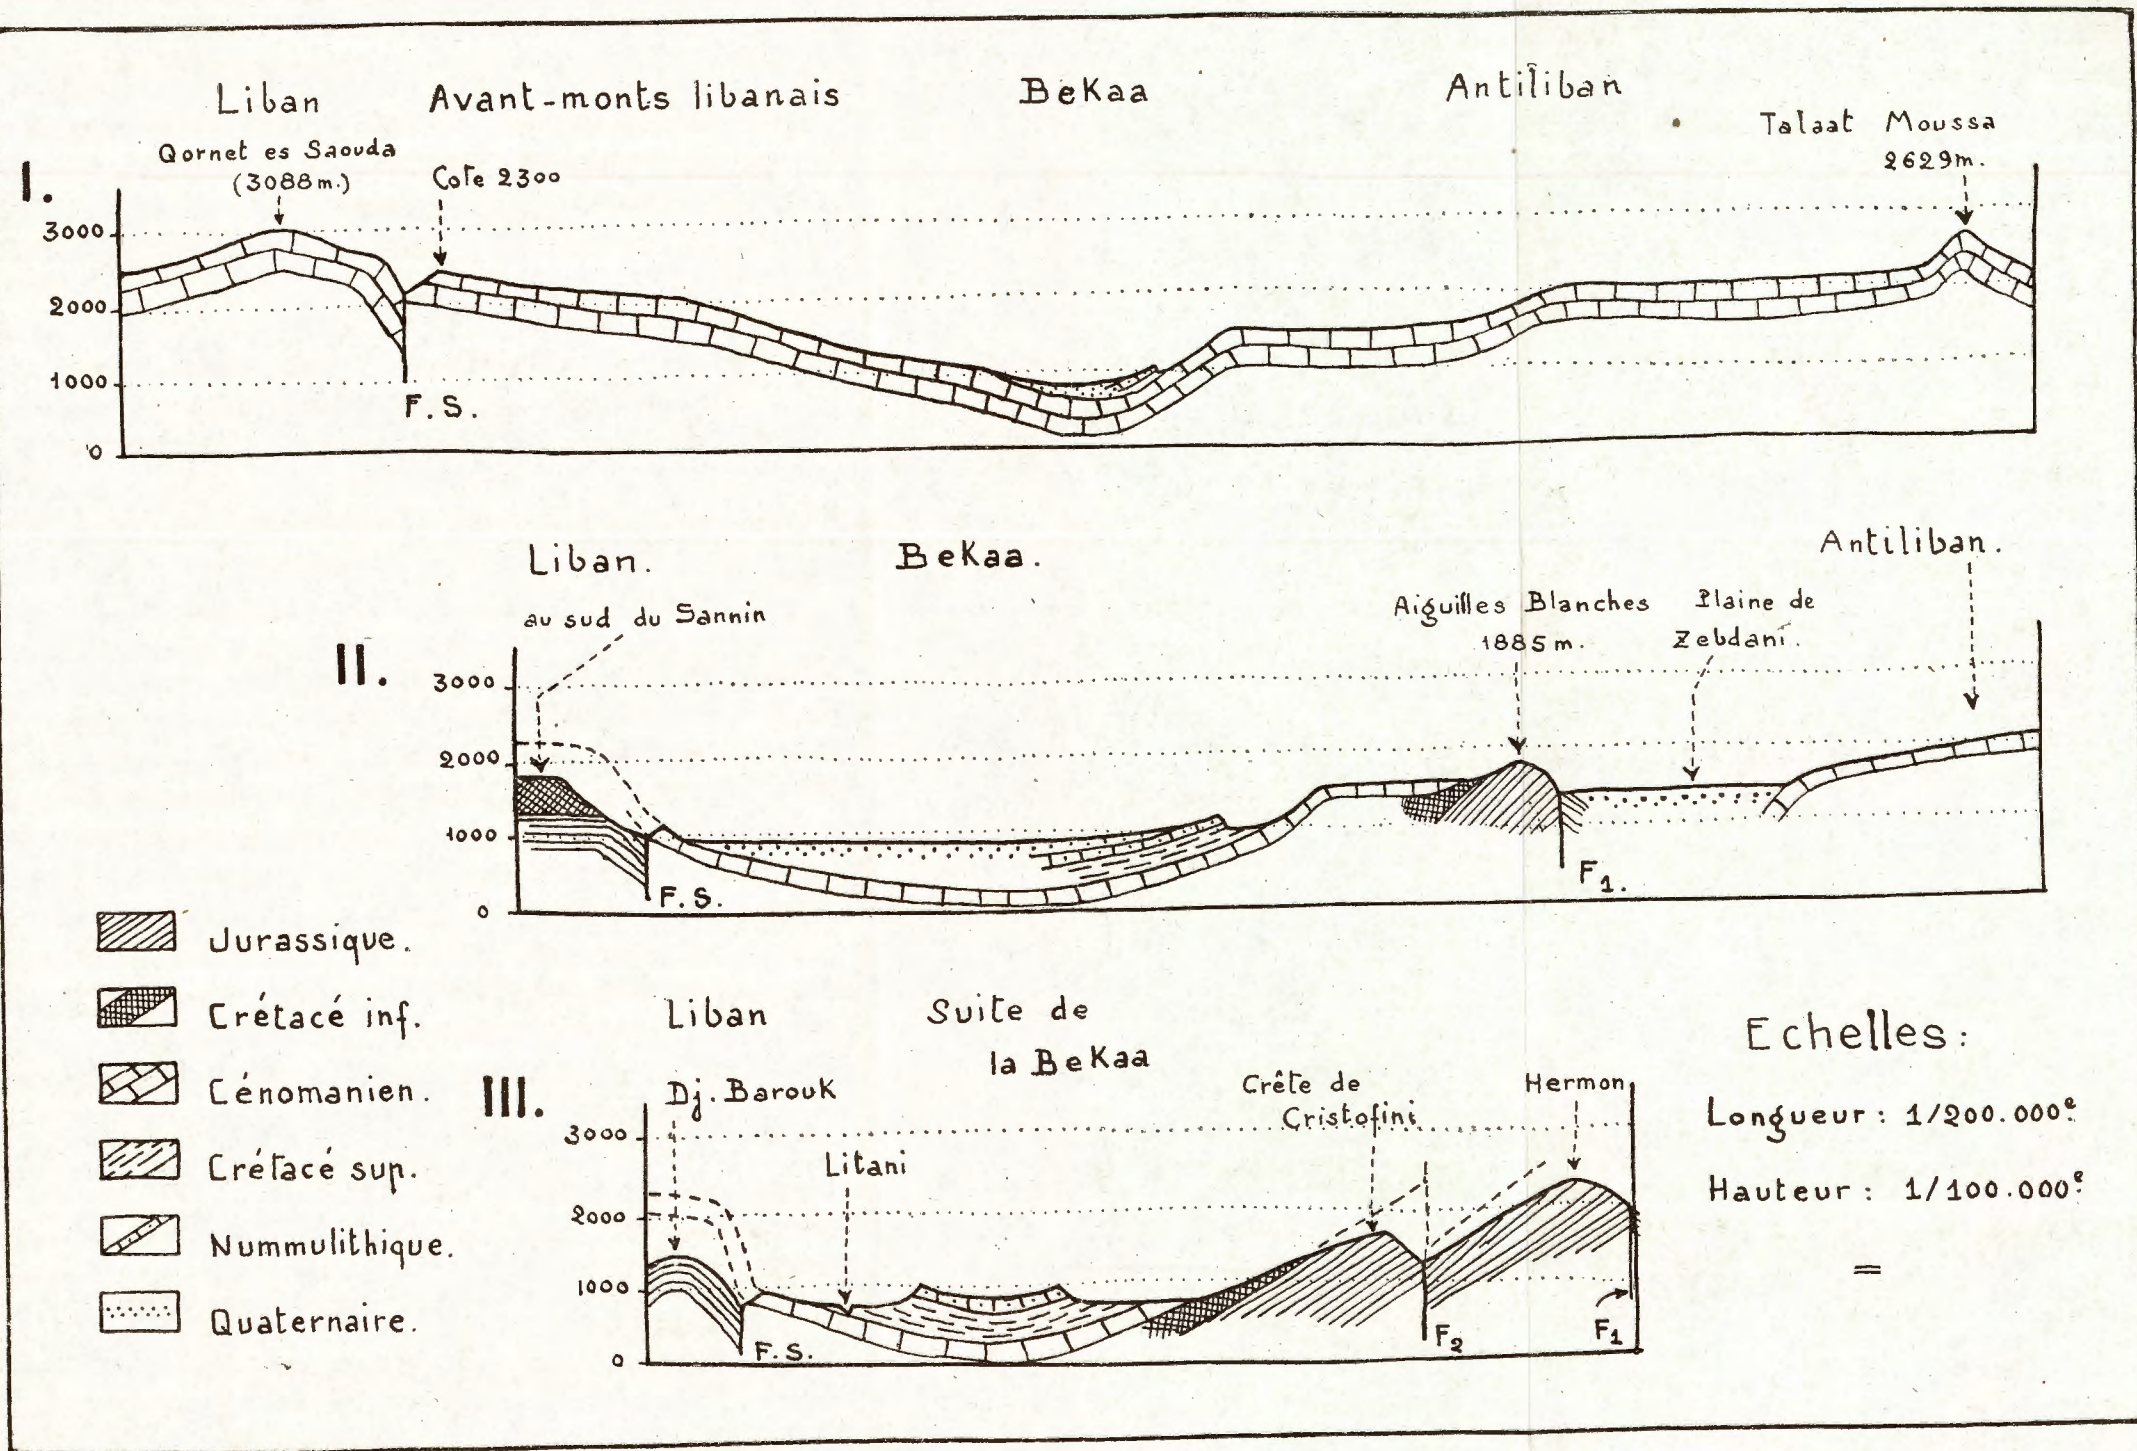 I.
Liban
Avant-monts libanais
BeKaa
Antiliban
Qornet es Saouda
(3088m.)
Cote 2300
Talaat Moussa
2629m.
3000
2000
1000
0
F.S.
II.
Liban.
BeKaa.
Antiliban.
au sud du Sannin
Aiguilles Blanches
1885m.
Plaine de
Zebdani.
3000
2000
1000
0
F.S.
F1.
Jurassique.
Crétacé inf.
Cénomanien.
Crétacé sup.
Nummulithique.
Quaternaire.
III.
Liban
Suite de
la BeKaa
Dj. Barouk
Litani
Crête de
Cristofini
Hermon
3000
2000
1000
0
F.S.
F2
F1
Echelles:
Longueur: 1/200.000e
Hauteur: 1/100.000e